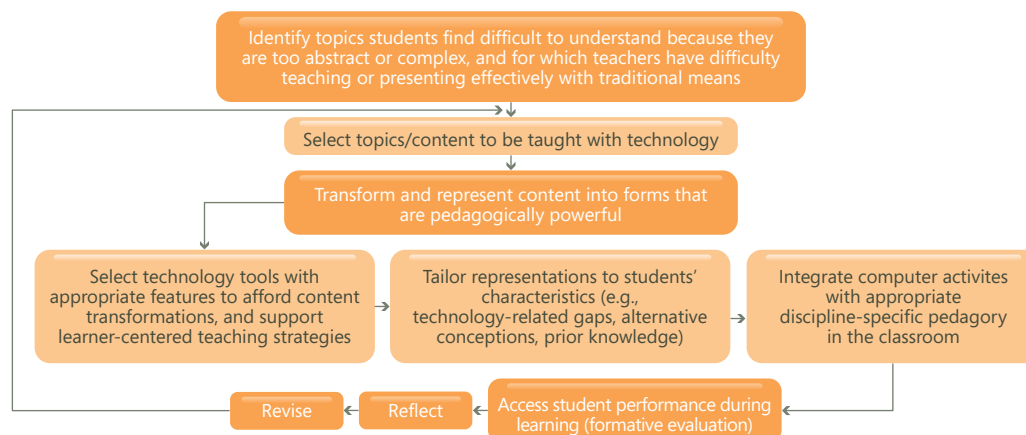 Identify topics students find difficult to understand because they
are too abstract or complex, and for which teachers have difficulty
teaching or presenting effectively with traditional means
Select topics/content to be taught with technology
Transform and represent content into forms that
are pedagogically powerful
Select technology tools with
appropriate features to afford content
transformations, and support
learner-centered teaching strategies
Tailor representations to students’
characteristics (e.g.,
technology-related gaps, alternative
conceptions, prior knowledge)
Integrate computer activites
with appropriate
discipline-specific pedagory
in the classroom
Access student performance during
learning (formative evaluation)
Reflect
Revise